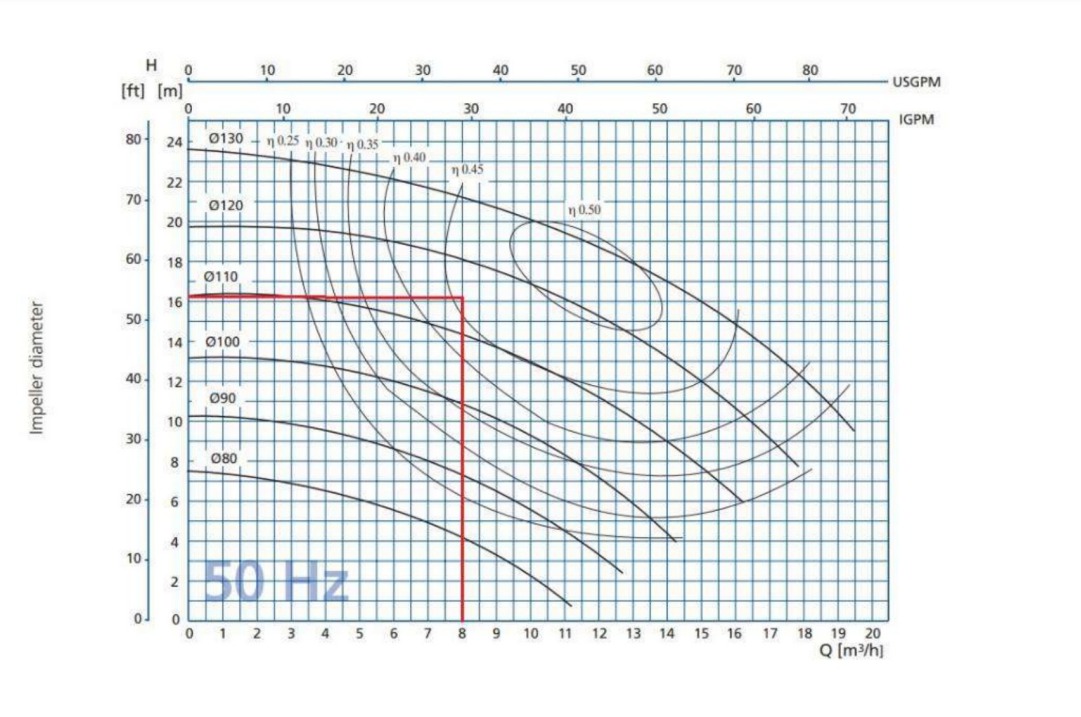 H 0 10 20 30 40 50 60 70 80 USGPM
[ft] [m] 0 10 20 30 40 50 60 70 IGPM
80 24 Ø130 η 0.25 η 0.30 η 0.35
η 0.40
η 0.45
22
70 Ø120 η 0.50
20
60 18
Ø110
16
50
14 Ø100
40 12
Ø90
10
30
8 Ø80
20 6
4
10
2 50 Hz
0 0
0 1 2 3 4 5 6 7 8 9 10 11 12 13 14 15 16 17 18 19 20
Q [m³/h]
Impeller diameter